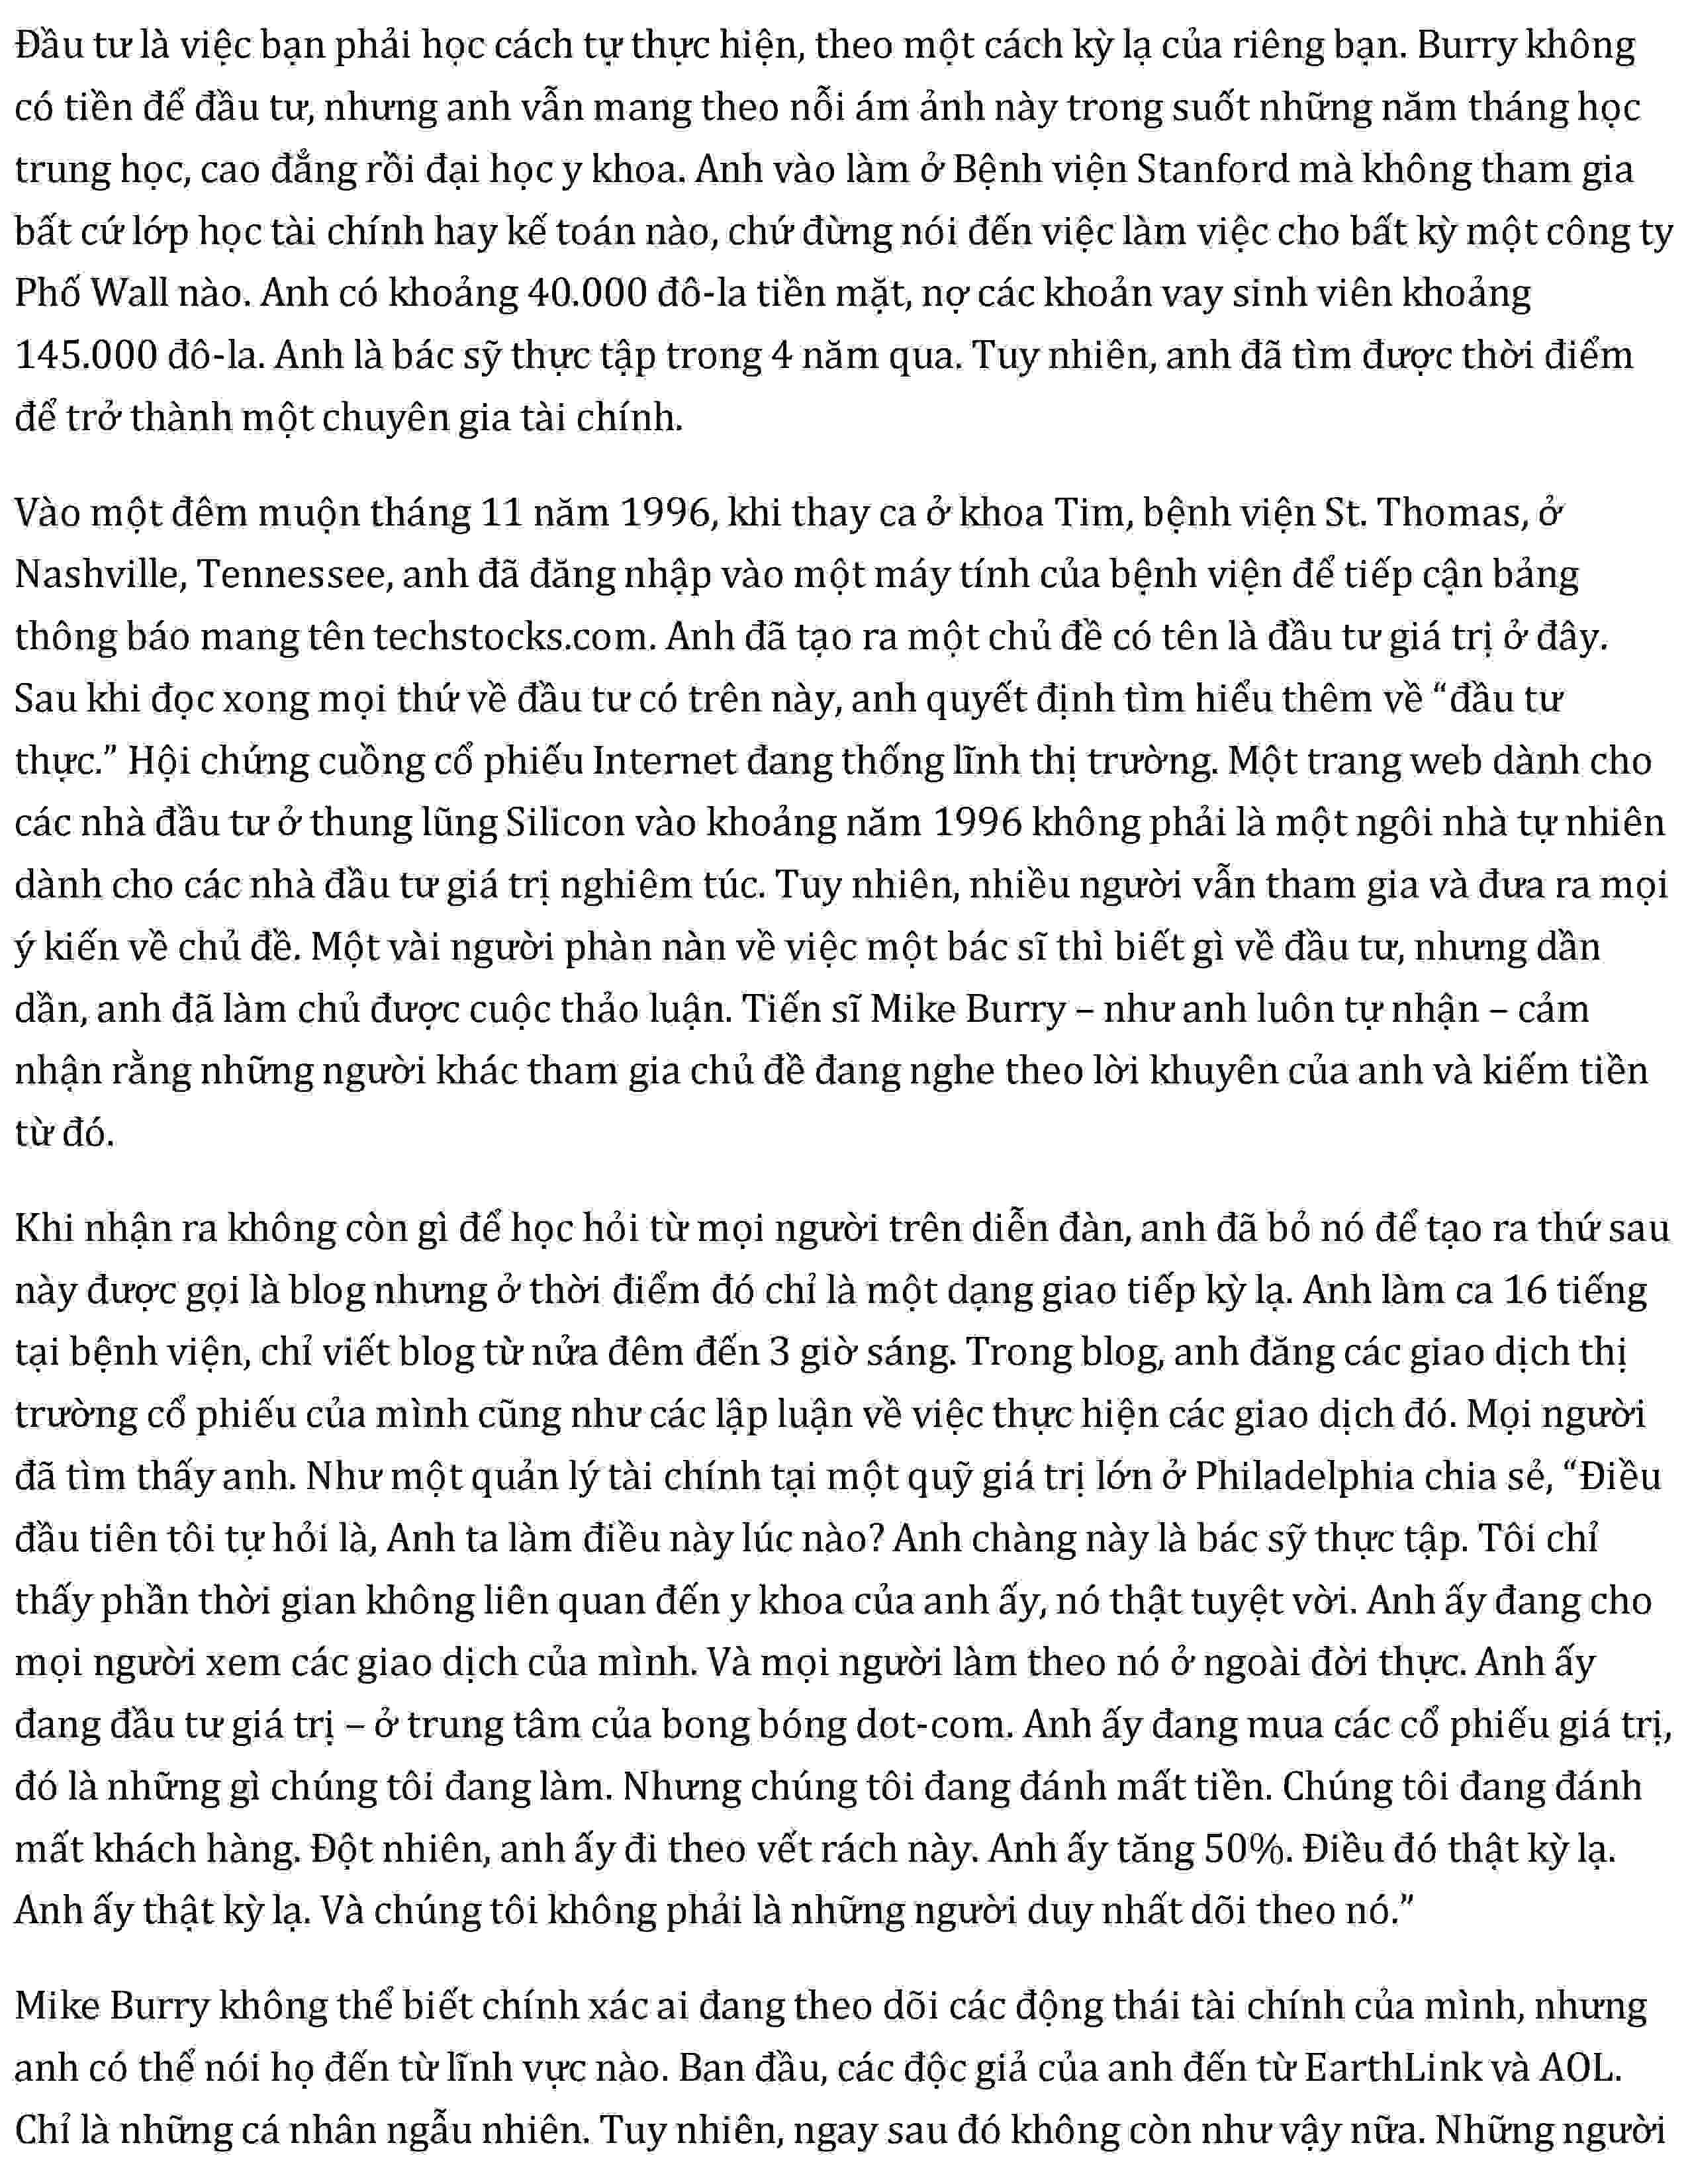 Đầu tư là việc bạn phải học cách tự thực hiện, theo một cách kỳ lạ của riêng bạn. Burry không
có tiền để đầu tư, nhưng anh vẫn mang theo nỗi ám ảnh này trong suốt những năm tháng học
trung học, cao đẳng rồi đại học y khoa. Anh vào làm ở Bệnh viện Stanford mà không tham gia
bất cứ lớp học tài chính hay kế toán nào, chứ đừng nói đến việc làm việc cho bất kỳ một công ty
Phố Wall nào. Anh có khoảng 40.000 đô-la tiền mặt, nợ các khoản vay sinh viên khoảng
145.000 đô-la. Anh là bác sỹ thực tập trong 4 năm qua. Tuy nhiên, anh đã tìm được thời điểm
để trở thành một chuyên gia tài chính.
Vào một đêm muộn tháng 11 năm 1996, khi thay ca ở khoa Tim, bệnh viện St. Thomas, ở
Nashville, Tennessee, anh đã đăng nhập vào một máy tính của bệnh viện để tiếp cận bảng
thông báo mang tên techstocks.com. Anh đã tạo ra một chủ đề có tên là đầu tư giá trị ở đây.
Sau khi đọc xong mọi thứ về đầu tư có trên này, anh quyết định tìm hiểu thêm về “đầu tư
thực.” Hội chứng cuồng cổ phiếu Internet đang thống lĩnh thị trường. Một trang web dành cho
các nhà đầu tư ở thung lũng Silicon vào khoảng năm 1996 không phải là một ngôi nhà tự nhiên
dành cho các nhà đầu tư giá trị nghiêm túc. Tuy nhiên, nhiều người vẫn tham gia và đưa ra mọi
ý kiến về chủ đề. Một vài người phàn nàn về việc một bác sĩ thì biết gì về đầu tư, nhưng dần
dần, anh đã làm chủ được cuộc thảo luận. Tiến sĩ Mike Burry – như anh luôn tự nhận – cảm
nhận rằng những người khác tham gia chủ đề đang nghe theo lời khuyên của anh và kiếm tiền
từ đó.
Khi nhận ra không còn gì để học hỏi từ mọi người trên diễn đàn, anh đã bỏ nó để tạo ra thứ sau
này được gọi là blog nhưng ở thời điểm đó chỉ là một dạng giao tiếp kỳ lạ. Anh làm ca 16 tiếng
tại bệnh viện, chỉ viết blog từ nửa đêm đến 3 giờ sáng. Trong blog, anh đăng các giao dịch thị
trường cổ phiếu của mình cũng như các lập luận về việc thực hiện các giao dịch đó. Mọi người
đã tìm thấy anh. Như một quản lý tài chính tại một quỹ giá trị lớn ở Philadelphia chia sẻ, “Điều
đầu tiên tôi tự hỏi là, Anh ta làm điều này lúc nào? Anh chàng này là bác sỹ thực tập. Tôi chỉ
thấy phần thời gian không liên quan đến y khoa của anh ấy, nó thật tuyệt vời. Anh ấy đang cho
mọi người xem các giao dịch của mình. Và mọi người làm theo nó ở ngoài đời thực. Anh ấy
đang đầu tư giá trị – ở trung tâm của bong bóng dot-com. Anh ấy đang mua các cổ phiếu giá trị,
đó là những gì chúng tôi đang làm. Nhưng chúng tôi đang đánh mất tiền. Chúng tôi đang đánh
mất khách hàng. Đột nhiên, anh ấy đi theo vết rách này. Anh ấy tăng 50%. Điều đó thật kỳ lạ.
Anh ấy thật kỳ lạ. Và chúng tôi không phải là những người duy nhất dõi theo nó.”
Mike Burry không thể biết chính xác ai đang theo dõi các động thái tài chính của mình, nhưng
anh có thể nói họ đến từ lĩnh vực nào. Ban đầu, các độc giả của anh đến từ EarthLink và AOL.
Chỉ là những cá nhân ngẫu nhiên. Tuy nhiên, ngay sau đó không còn như vậy nữa. Những người